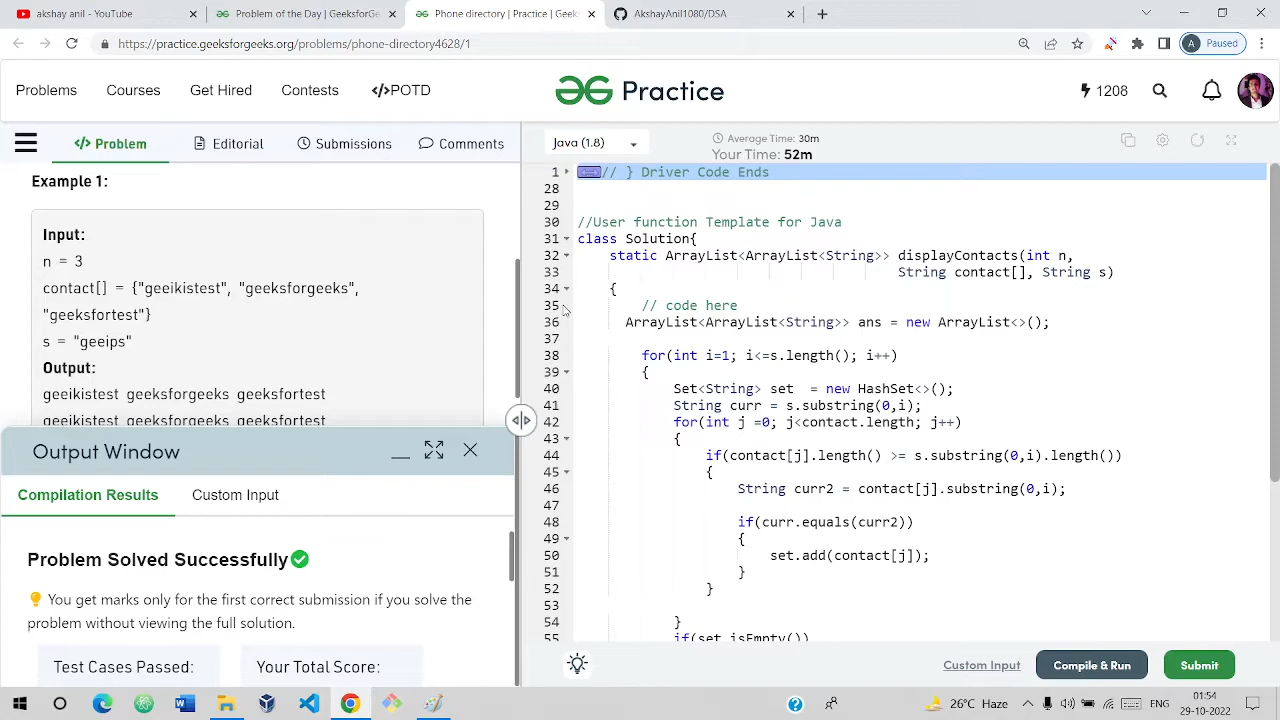 akshay anil - YouTube
Problem of the Day | GeeksforGe
Phone directory | Practice | Geek
AkshayAnil1080/Youtube
https://practice.geeksforgeeks.org/problems/phone-directory4628/1
A Paused
Problems Courses Get Hired Contests </>POTD
Practice
1208
</> Problem Editorial Submissions Comments
Java (1.8)
Average Time: 30m
Your Time: 52m
Example 1:
Input:
n = 3
contact[] = {"geeikistest", "geeksforgeeks",
"geeksfortest"}
s = "geeips"
Output:
geeikistest geeksforgeeks geeksfortest
geeikistest geeksforgeeks geeksfortest
Output Window
Compilation Results Custom Input
Problem Solved Successfully
You get marks only for the first correct submission if you solve the
problem without viewing the full solution.
Test Cases Passed: Your Total Score:
1 // } Driver Code Ends
28
29
30 //User function Template for Java
31 class Solution{
32 static ArrayList<ArrayList<String>> displayContacts(int n,
33 String contact[], String s)
34 {
35 // code here
36 ArrayList<ArrayList<String>> ans = new ArrayList<>();
37
38 for(int i=1; i<=s.length(); i++)
39 {
40 Set<String> set = new HashSet<>();
41 String curr = s.substring(0,i);
42 for(int j =0; j<contact.length; j++)
43 {
44 if(contact[j].length() >= s.substring(0,i).length())
45 {
46 String curr2 = contact[j].substring(0,i);
47
48 if(curr.equals(curr2))
49 {
50 set.add(contact[j]);
51 }
52 }
53
54 }
55 if(set.isEmpty())
Custom Input Compile & Run Submit
26°C Haze
01:54
29-10-2022